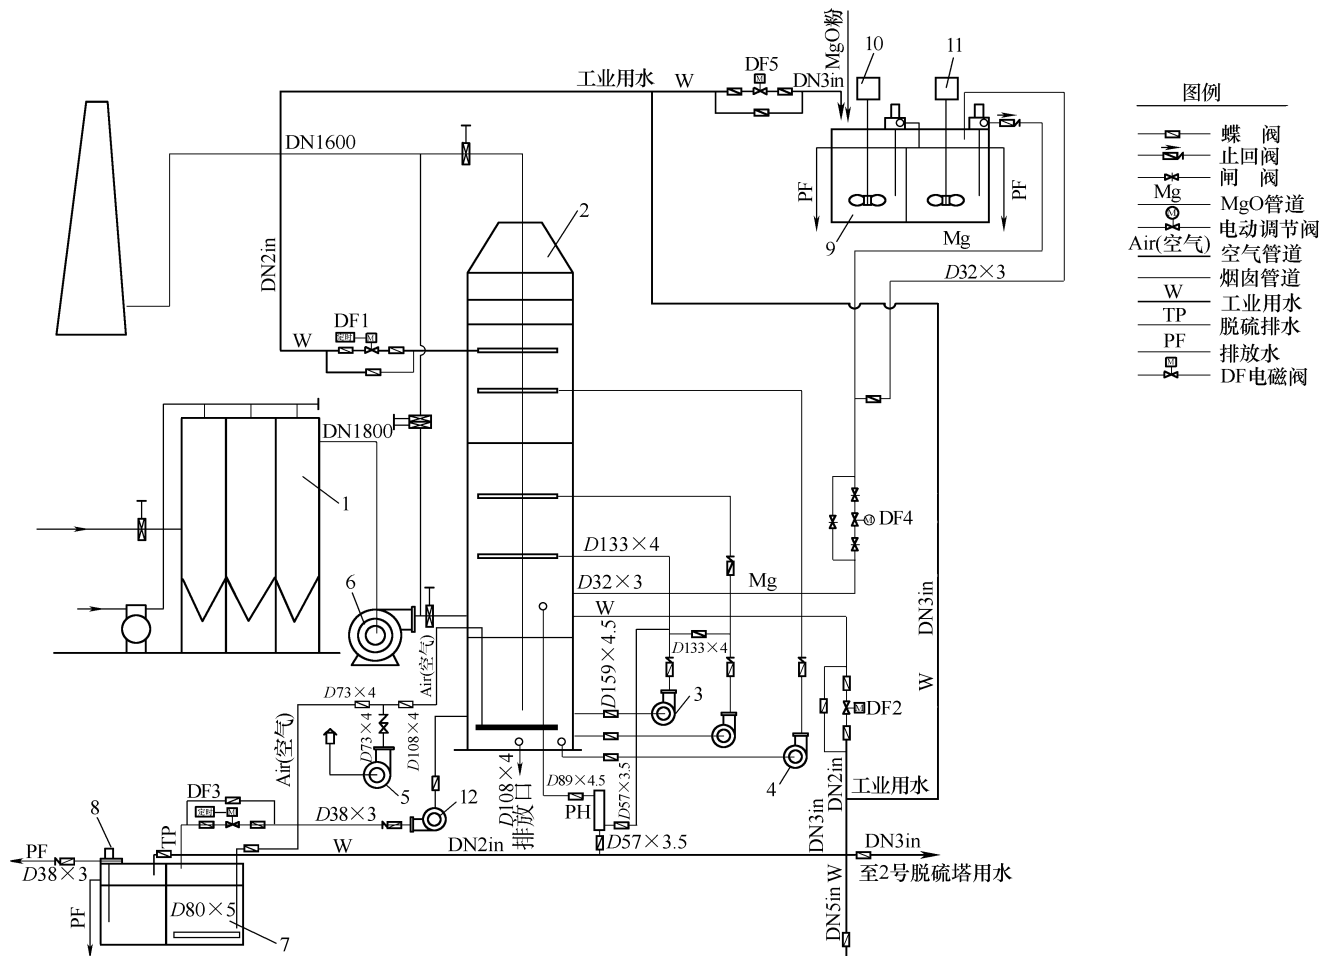 工业用水
W
DF5
M
DN3in
MgO粉
10
11
PF
PF
9
Mg
D32×3
DN1600
DN2in
2
DF1
定时
M
W
DN1800
1
6
D133×4
D32×3
Mg
W
D159×4.5
D133×4
3
4
M
DF4
DN3in
W
M
DF2
DN2in
工业用水
DN3in
DN3in
至2号脱硫塔用水
DN5in W
Air(空气)
D73×4
D73×4
D108×4
Air(空气)
5
12
D108×4
排放口
D89×4.5
PH
D57×3.5
D57×3.5
DF3
定时
M
D38×3
8
TP
W
DN2in
PF
D38×3
PF
D80×5
7
图例
蝶 阀
止回阀
闸 阀
Mg
MgO管道
M
电动调节阀
Air(空气)
空气管道
烟囱管道
W
工业用水
TP
脱硫排水
PF
排放水
M
DF电磁阀